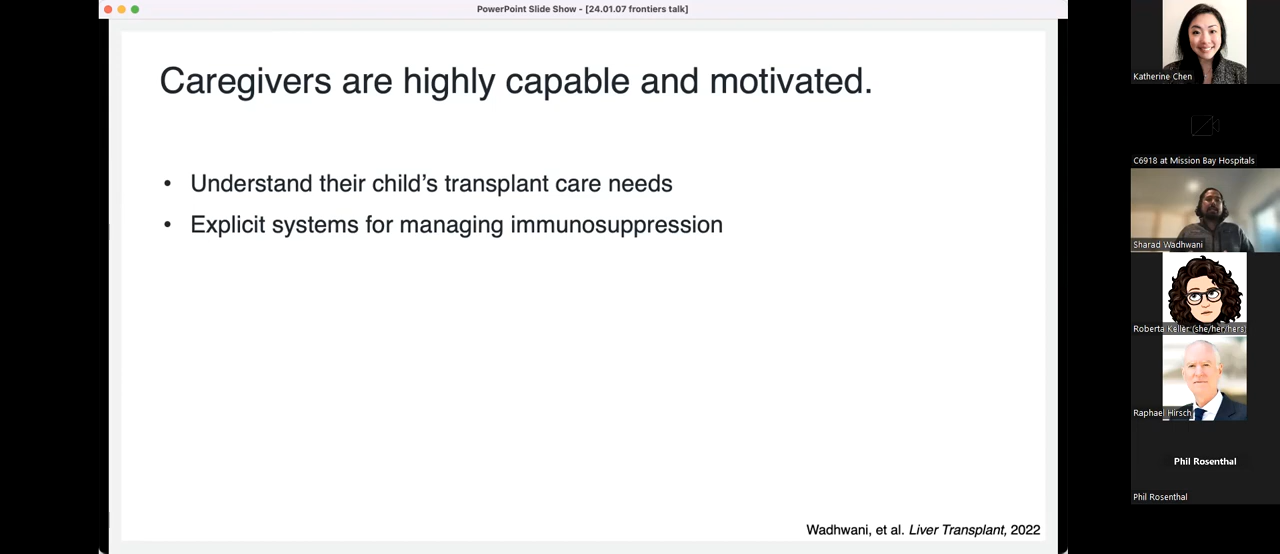 PowerPoint Slide Show - [24.01.07 frontiers talk]
Caregivers are highly capable and motivated.
• Understand their child's transplant care needs
• Explicit systems for managing immunosuppression
Wadhwani, et al. Liver Transplant, 2022
Katherine Chen
C6918 at Mission Bay Hospitals
Sharad Wadhwani
Roberta Keller (she/her/hers)
Raphael Hirsch
Phil Rosenthal
Phil Rosenthal